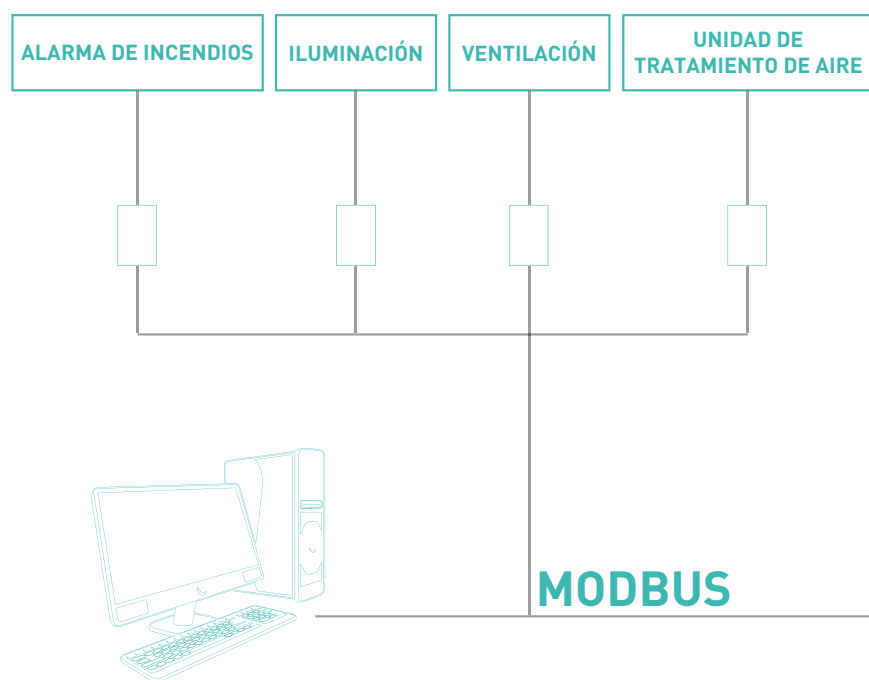 ALARMA DE INCENDIOS
ILUMINACIÓN
VENTILACIÓN
UNIDAD DE
TRATAMIENTO DE AIRE
MODBUS